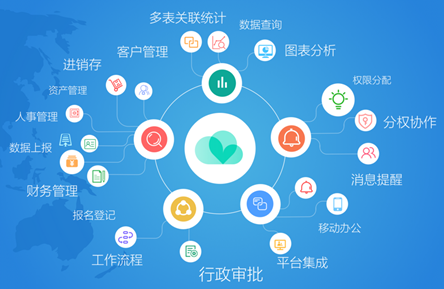 多表关联统计
数据查询
客户管理
图表分析
进销存
权限分配
资产管理
人事管理
分权协作
数据上报
消息提醒
财务管理
报名登记
移动办公
工作流程
平台集成
行政审批